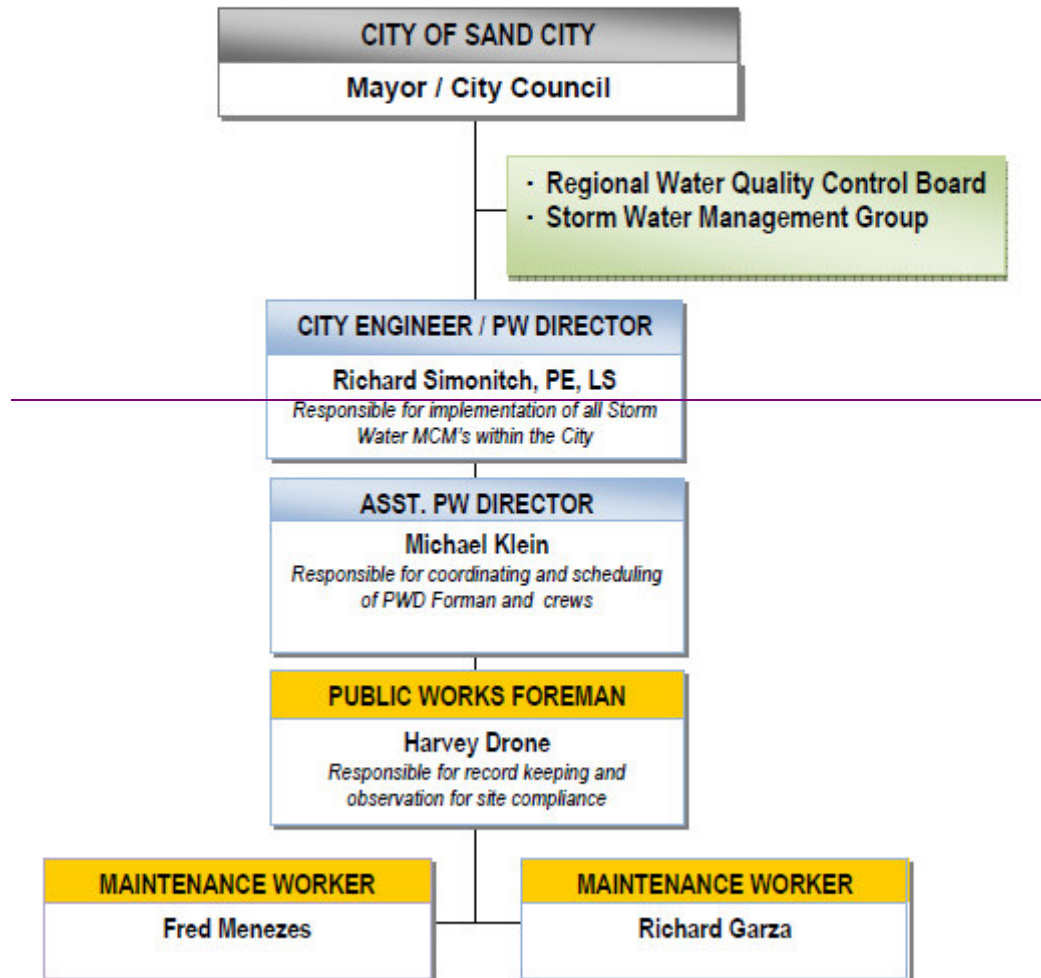 CITY OF SAND CITY
Mayor / City Council
· Regional Water Quality Control Board
· Storm Water Management Group
CITY ENGINEER / PW DIRECTOR
Richard Simonitch, PE, LS
Responsible for implementation of all Storm
Water MCM's within the City
ASST. PW DIRECTOR
Michael Klein
Responsible for coordinating and scheduling
of PWD Forman and crews
PUBLIC WORKS FOREMAN
Harvey Drone
Responsible for record keeping and
observation for site compliance
MAINTENANCE WORKER
Fred Menezes
MAINTENANCE WORKER
Richard Garza